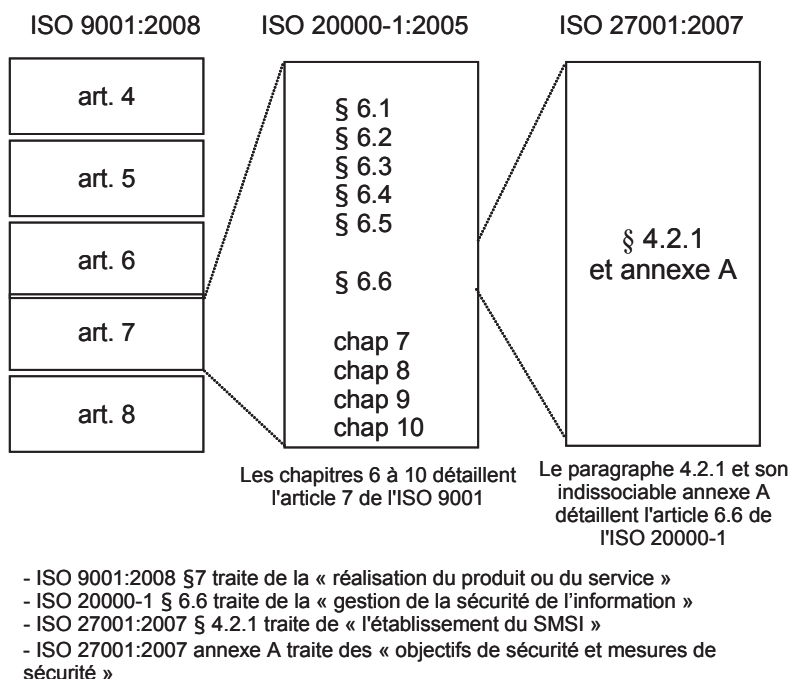 ISO 9001:2008
ISO 20000-1:2005
ISO 27001:2007
art. 4
art. 5
art. 6
art. 7
art. 8
§ 6.1
§ 6.2
§ 6.3
§ 6.4
§ 6.5
§ 6.6
chap 7
chap 8
chap 9
chap 10
§ 4.2.1
et annexe A
Les chapitres 6 à 10 détaillent
l'article 7 de l'ISO 9001
Le paragraphe 4.2.1 et son
indissociable annexe A
détaillent l'article 6.6 de
l'ISO 20000-1
- ISO 9001:2008 §7 traite de la « réalisation du produit ou du service »
- ISO 20000-1 § 6.6 traite de la « gestion de la sécurité de l’information »
- ISO 27001:2007 § 4.2.1 traite de « l'établissement du SMSI »
- ISO 27001:2007 annexe A traite des « objectifs de sécurité et mesures de
sécurité »